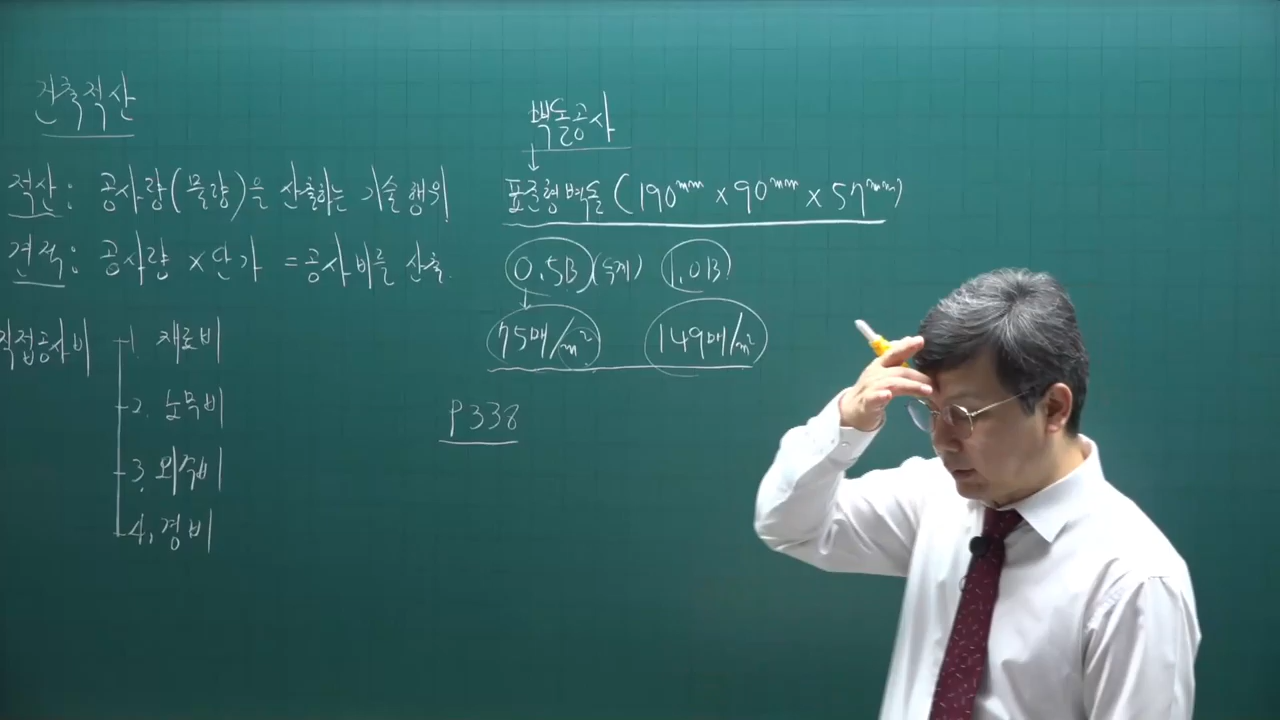 건축적산
적산: 공사량(물량)을 산출하는 기술행위
견적: 공사량 × 단가 = 공사비를 산출.
직접공사비
1. 재료비
2. 노무비
3. 외주비
4. 경비
벽돌공사
표준형벽돌 (190mm × 90mm × 57mm)
0.5B (두께) 1.0B
75매/m² 149매/m²
P338